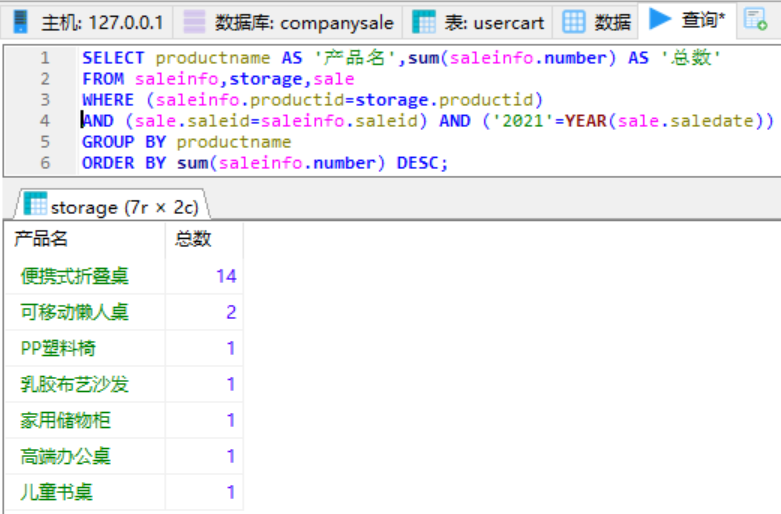 主机: 127.0.0.1 数据库: companysale 表: usercart 数据 查询*
1 SELECT productname AS '产品名',sum(saleinfo.number) AS '总数'
2 FROM saleinfo,storage,sale
3 WHERE (saleinfo.productid=storage.productid)
4 AND (sale.saleid=saleinfo.saleid) AND ('2021'=YEAR(sale.saledate))
5 GROUP BY productname
6 ORDER BY sum(saleinfo.number) DESC;
storage (7r × 2c)
产品名 总数
便携式折叠桌 14
可移动懒人桌 2
PP塑料椅 1
乳胶布艺沙发 1
家用储物柜 1
高端办公桌 1
儿童书桌 1